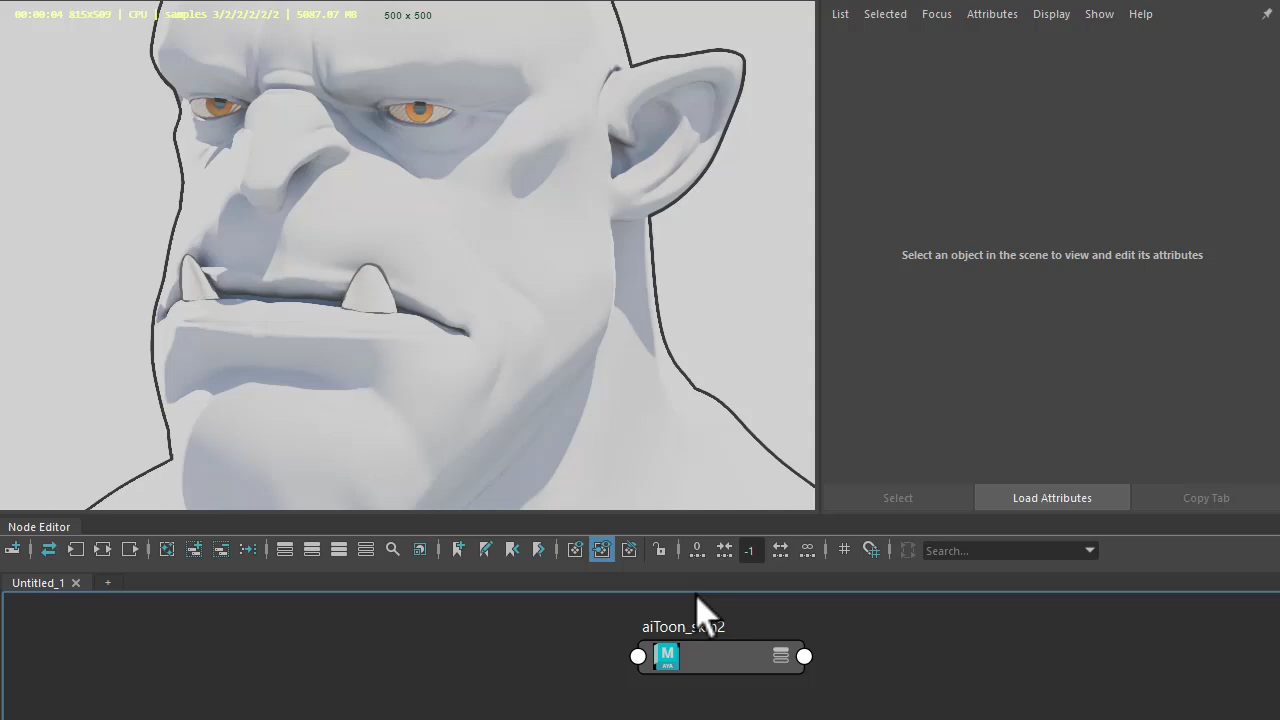 00:00:04 815x509 | CPU | samples 3/2/2/2/2/2 | 5087.07 MB
500 x 500
List Selected Focus Attributes Display Show Help
Select an object in the scene to view and edit its attributes
Select Load Attributes Copy Tab
Node Editor
0
-1
Search...
Untitled_1
M
AYA